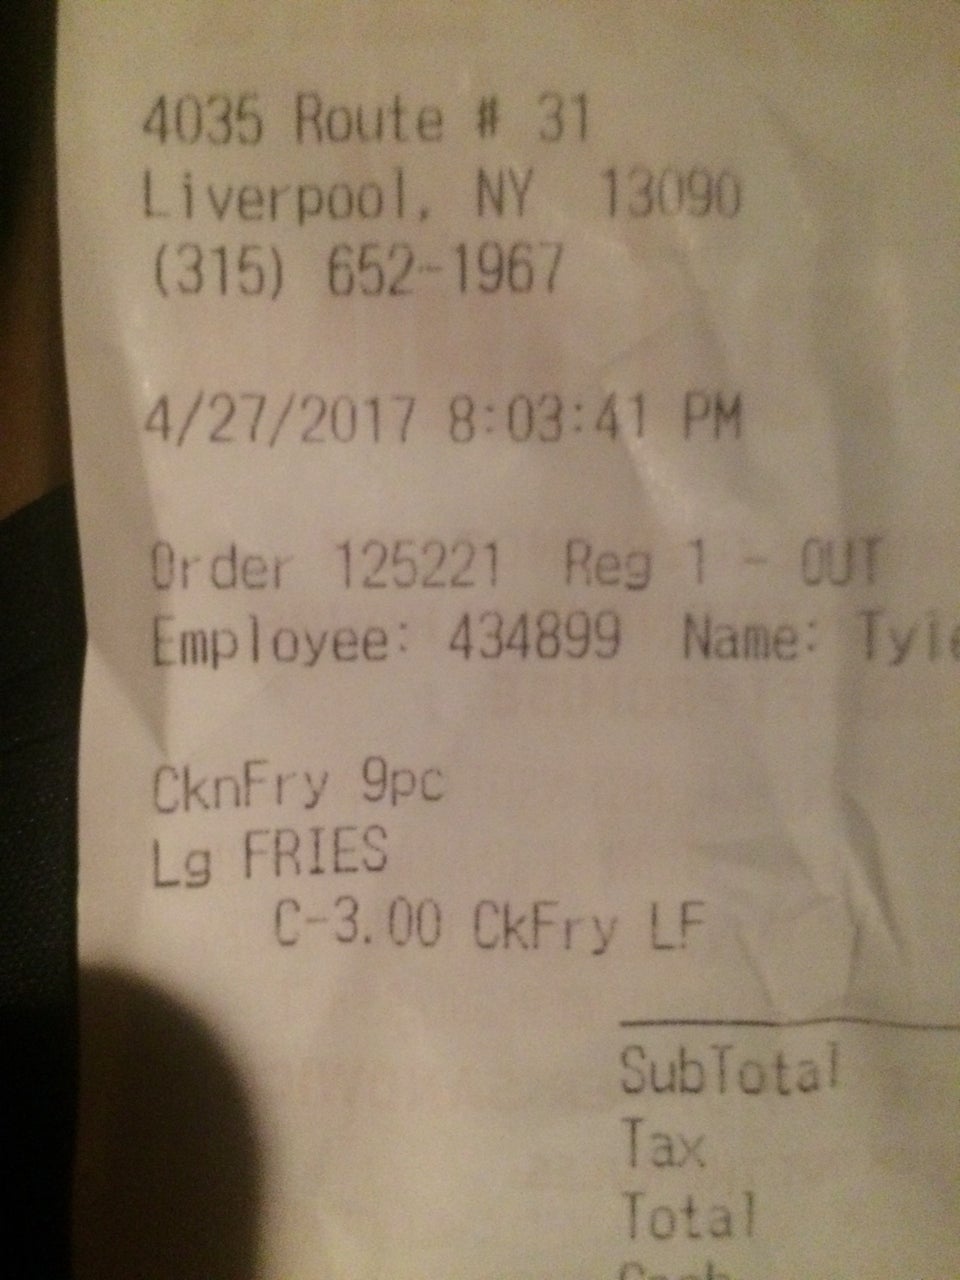 4035 Route # 31
Liverpool, NY 13090
(315) 652-1967
4/27/2017 8:03:41 PM
Order 125221 Reg 1 - OUT
Employee: 434899 Name: Tyle
CknFry 9pc
Lg FRIES
C-3.00 CkFry LF
SubTotal
Tax
Total